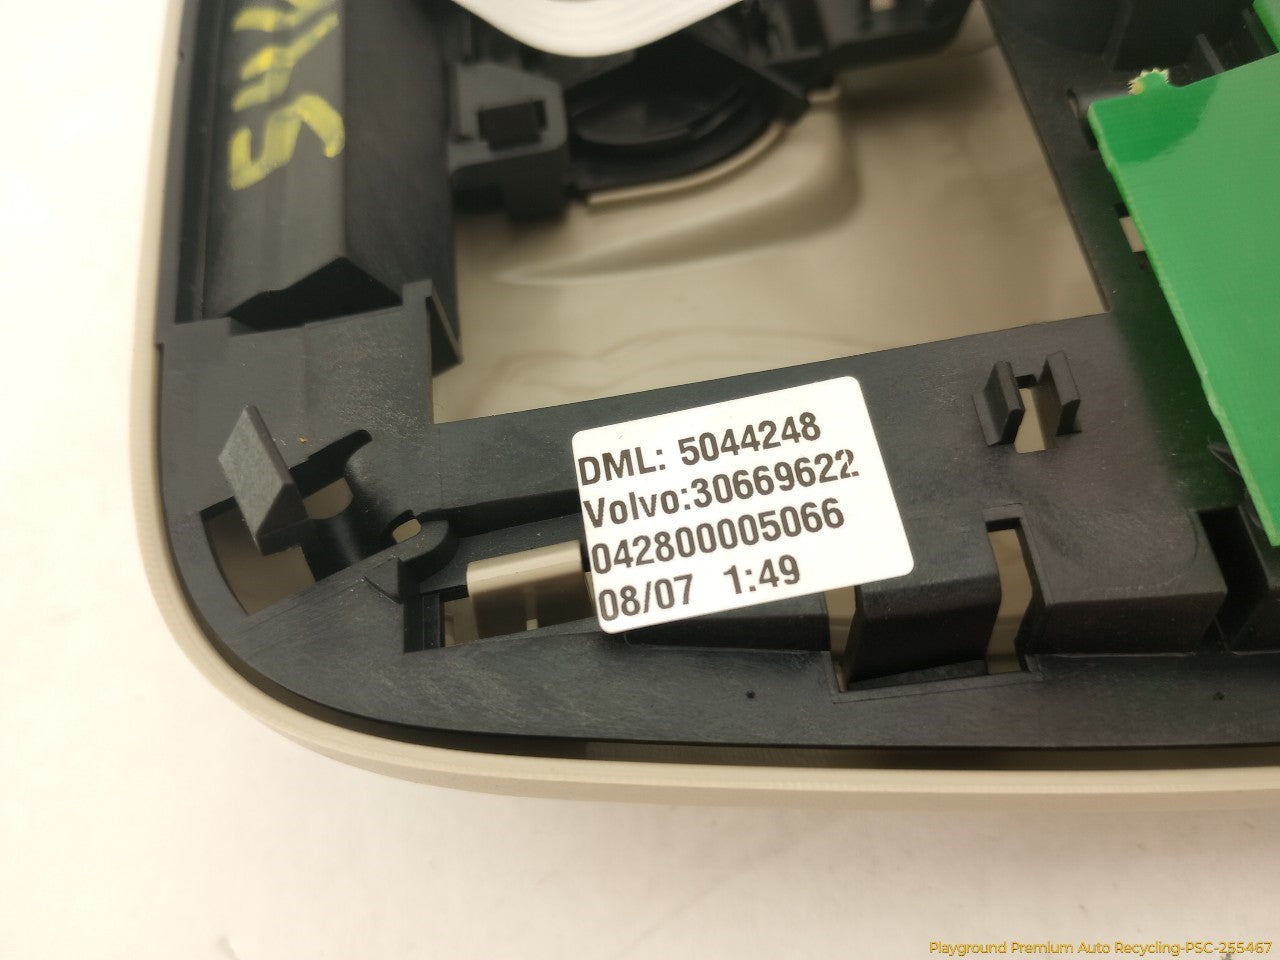 DML: 5044248
Volvo:30669622
042800005066
08/07 1:49
Playground Premium Auto Recycling-PSC-255467